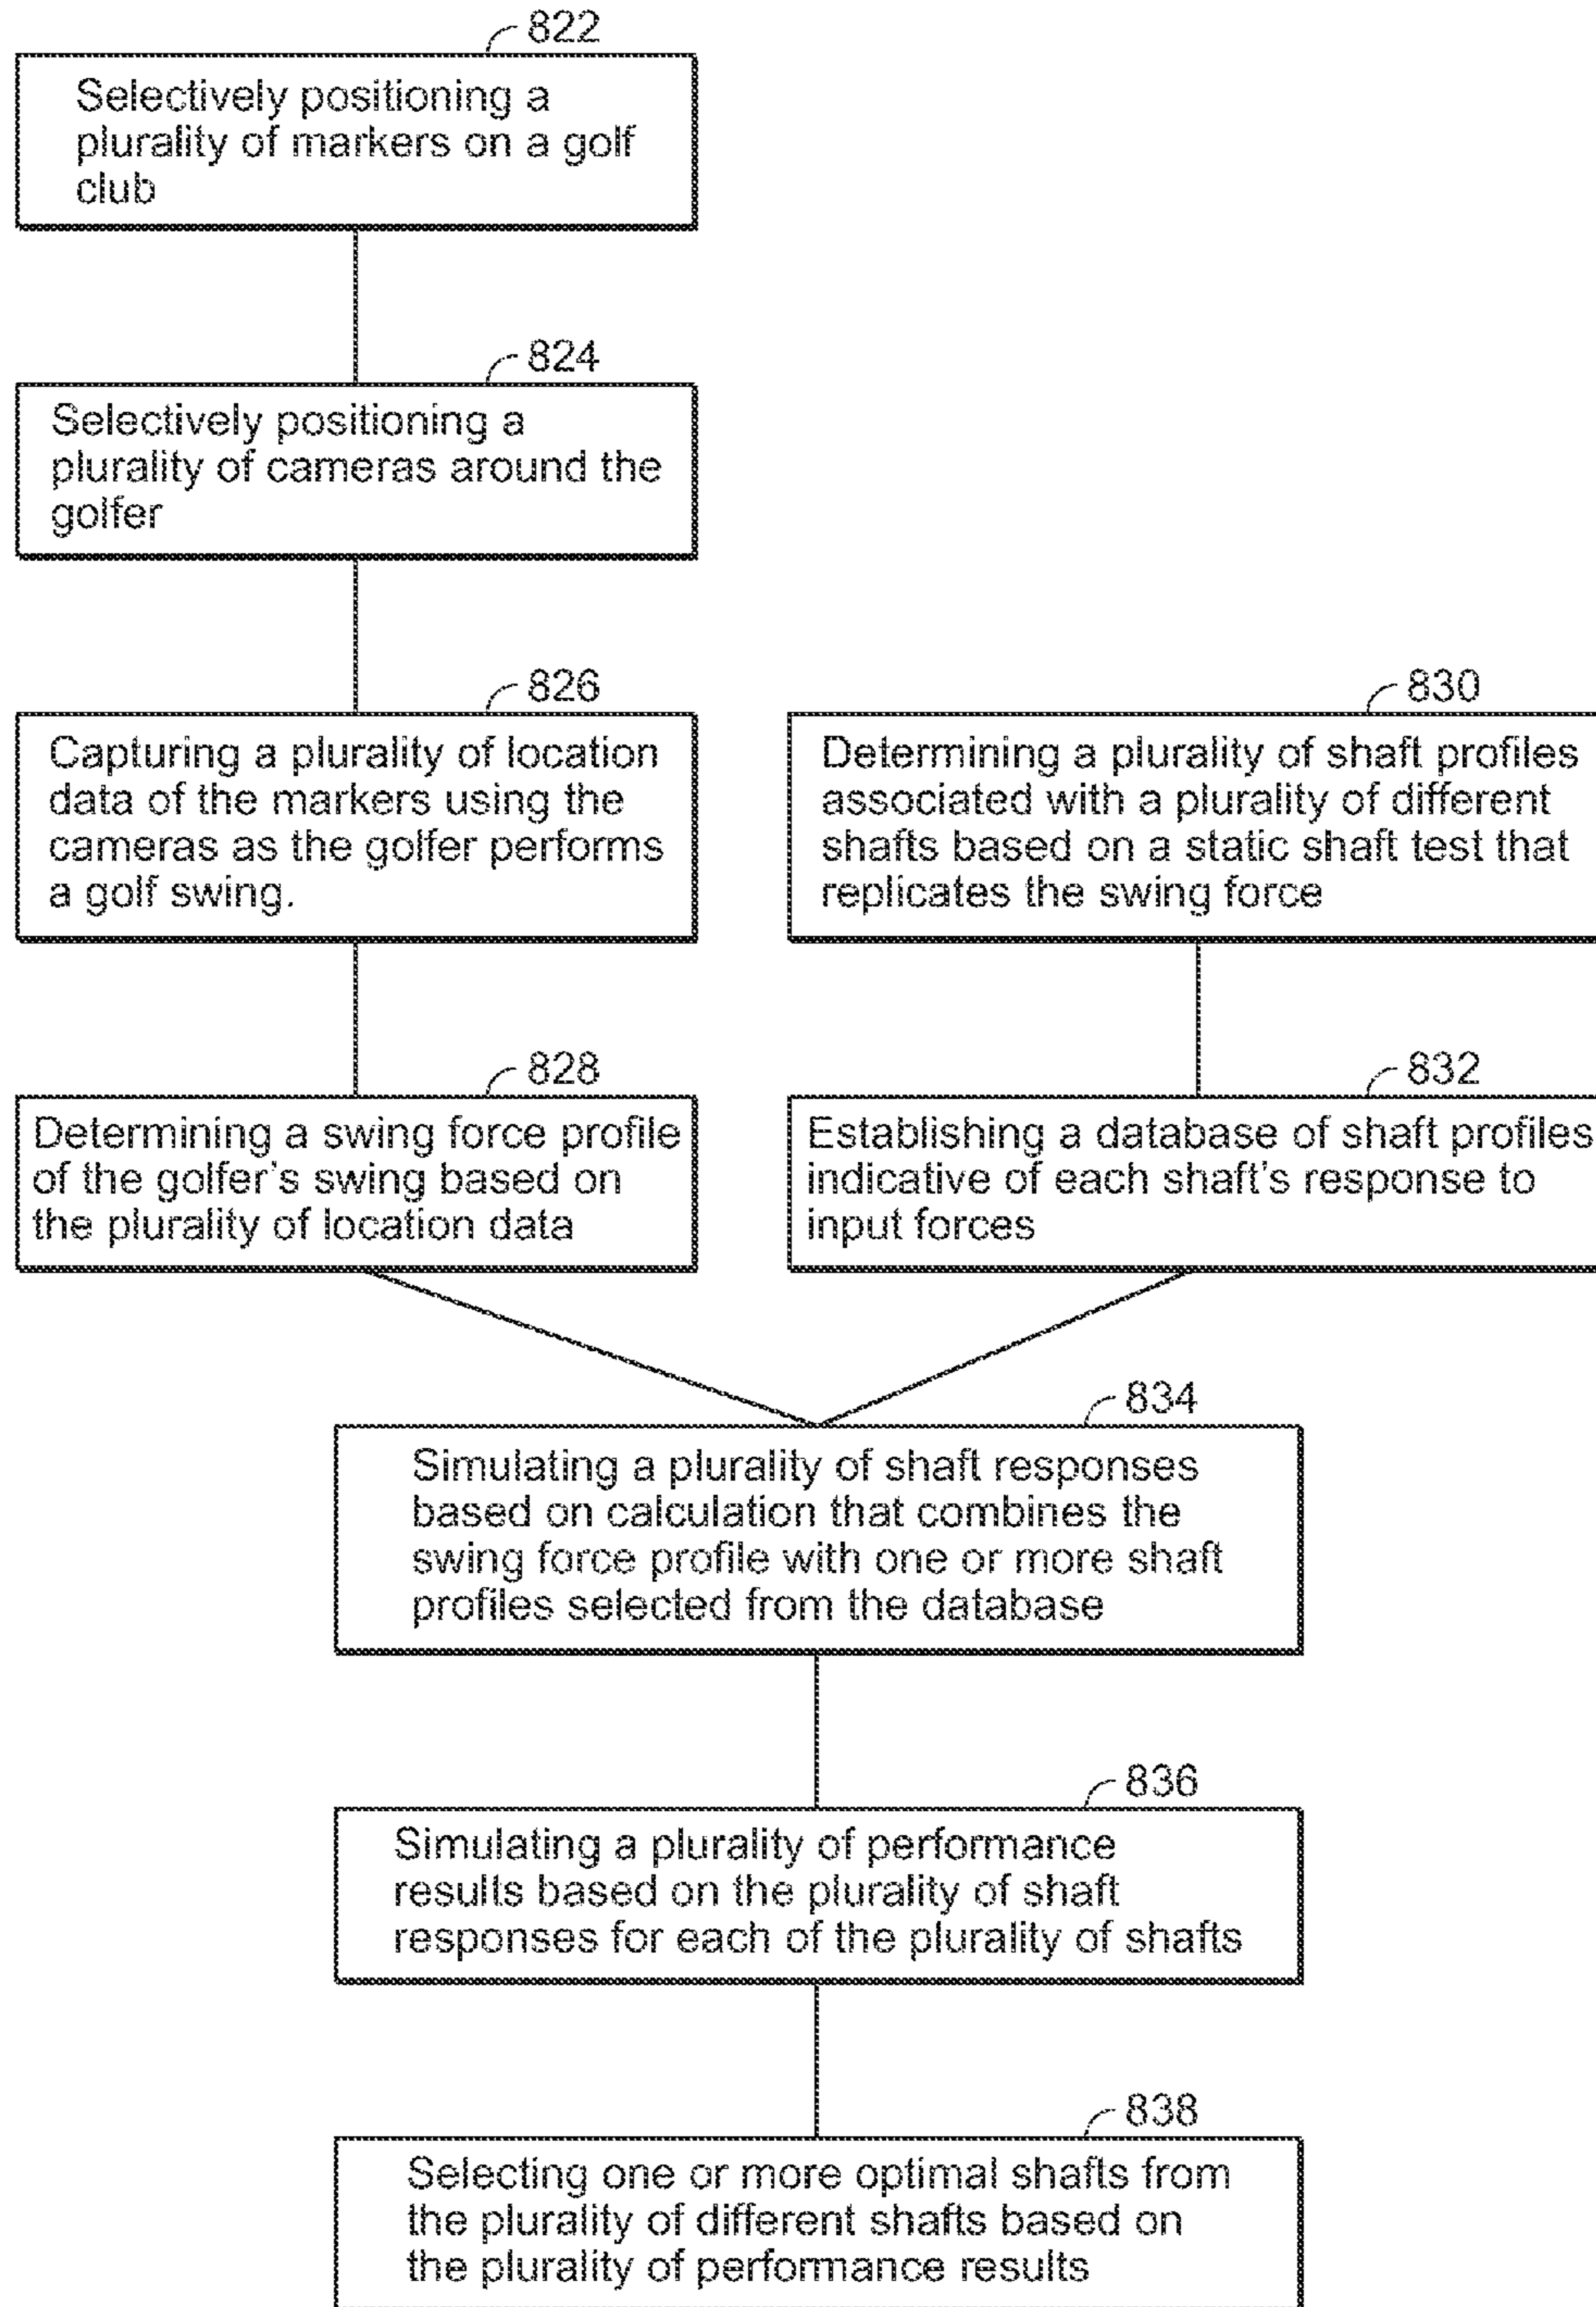 822
Selectively positioning a
plurality of markers on a golf
club
824
Selectively positioning a
plurality of cameras around the
golfer
826
Capturing a plurality of location
data of the markers using the
cameras as the golfer performs
a golf swing.
828
Determining a swing force profile
of the golfer's swing based on
the plurality of location data
830
Determining a plurality of shaft profiles
associated with a plurality of different
shafts based on a static shaft test that
replicates the swing force
832
Establishing a database of shaft profiles
indicative of each shaft's response to
input forces
834
Simulating a plurality of shaft responses
based on calculation that combines the
swing force profile with one or more shaft
profiles selected from the database
836
Simulating a plurality of performance
results based on the plurality of shaft
responses for each of the plurality of shafts
838
Selecting one or more optimal shafts from
the plurality of different shafts based on
the plurality of performance results